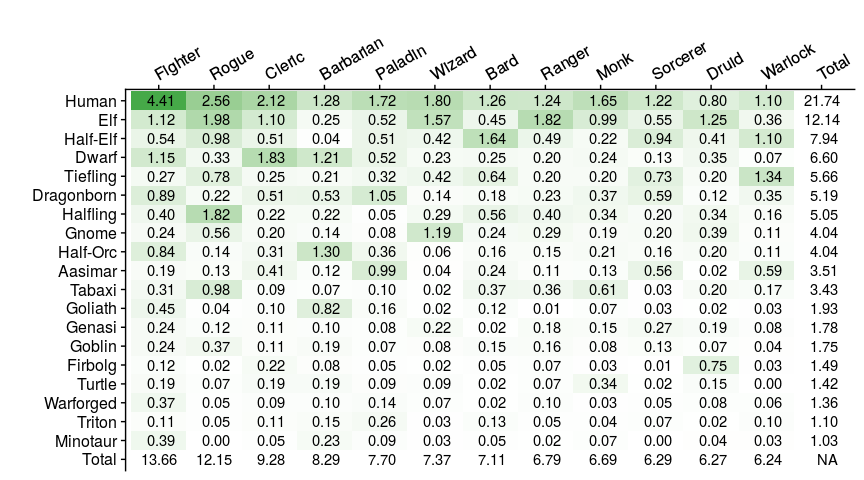 Fighter Rogue Cleric Barbarian Paladin Wizard Bard Ranger Monk Sorcerer Druid Warlock Total
Human 4.41 2.56 2.12 1.28 1.72 1.80 1.26 1.24 1.65 1.22 0.80 1.10 21.74
Elf 1.12 1.98 1.10 0.25 0.52 1.57 0.45 1.82 0.99 0.55 1.25 0.36 12.14
Half-Elf 0.54 0.98 0.51 0.04 0.51 0.42 1.64 0.49 0.22 0.94 0.41 1.10 7.94
Dwarf 1.15 0.33 1.83 1.21 0.52 0.23 0.25 0.20 0.24 0.13 0.35 0.07 6.60
Tiefling 0.27 0.78 0.25 0.21 0.32 0.42 0.64 0.20 0.20 0.73 0.20 1.34 5.66
Dragonborn 0.89 0.22 0.51 0.53 1.05 0.14 0.18 0.23 0.37 0.59 0.12 0.35 5.19
Halfling 0.40 1.82 0.22 0.22 0.05 0.29 0.56 0.40 0.34 0.20 0.34 0.16 5.05
Gnome 0.24 0.56 0.20 0.14 0.08 1.19 0.24 0.29 0.19 0.20 0.39 0.11 4.04
Half-Orc 0.84 0.14 0.31 1.30 0.36 0.06 0.16 0.15 0.21 0.16 0.20 0.11 4.04
Aasimar 0.19 0.13 0.41 0.12 0.99 0.04 0.24 0.11 0.13 0.56 0.02 0.59 3.51
Tabaxi 0.31 0.98 0.09 0.07 0.10 0.02 0.37 0.36 0.61 0.03 0.20 0.17 3.43
Goliath 0.45 0.04 0.10 0.82 0.16 0.02 0.12 0.01 0.07 0.03 0.02 0.03 1.93
Genasi 0.24 0.12 0.11 0.10 0.08 0.22 0.02 0.18 0.15 0.27 0.19 0.08 1.78
Goblin 0.24 0.37 0.11 0.19 0.07 0.08 0.15 0.16 0.08 0.13 0.07 0.04 1.75
Firbolg 0.12 0.02 0.22 0.08 0.05 0.02 0.05 0.07 0.03 0.01 0.75 0.03 1.49
Turtle 0.19 0.07 0.19 0.19 0.09 0.09 0.02 0.07 0.34 0.02 0.15 0.00 1.42
Warforged 0.37 0.05 0.09 0.10 0.14 0.07 0.02 0.10 0.03 0.05 0.08 0.06 1.36
Triton 0.11 0.05 0.11 0.15 0.26 0.03 0.13 0.05 0.04 0.07 0.02 0.10 1.10
Minotaur 0.39 0.00 0.05 0.23 0.09 0.03 0.05 0.02 0.07 0.00 0.04 0.03 1.03
Total 13.66 12.15 9.28 8.29 7.70 7.37 7.11 6.79 6.69 6.29 6.27 6.24 NA